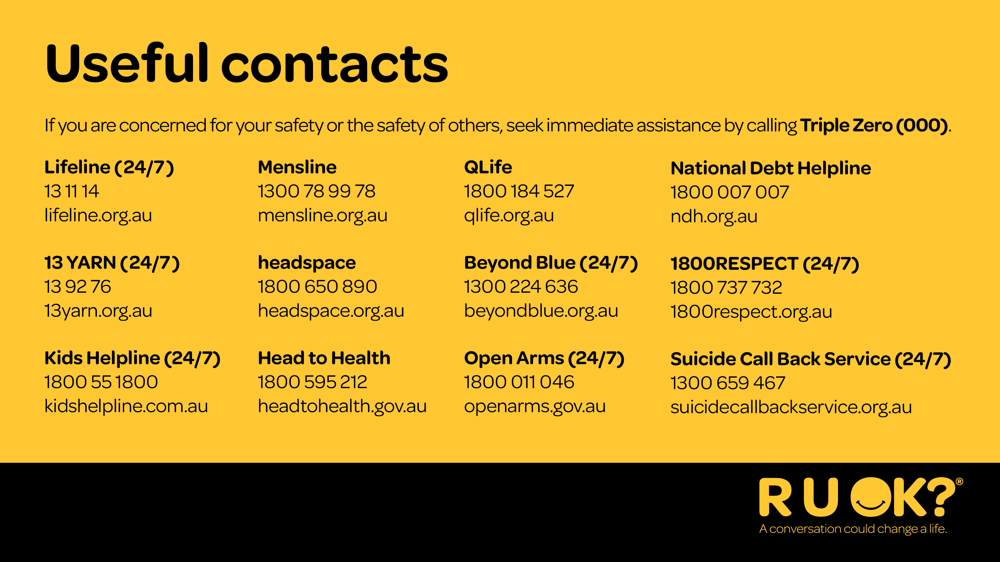 Useful contacts
If you are concerned for your safety or the safety of others, seek immediate assistance by calling Triple Zero (000).
Lifeline (24/7)
13 11 14
lifeline.org.au
Mensline
1300 78 99 78
mensline.org.au
QLife
1800 184 527
qlife.org.au
National Debt Helpline
1800 007 007
ndh.org.au
13 YARN (24/7)
13 92 76
13yarn.org.au
headspace
1800 650 890
headspace.org.au
Beyond Blue (24/7)
1300 224 636
beyondblue.org.au
1800RESPECT (24/7)
1800 737 732
1800respect.org.au
Kids Helpline (24/7)
1800 55 1800
kidshelpline.com.au
Head to Health
1800 595 212
headtohealth.gov.au
Open Arms (24/7)
1800 011 046
openarms.gov.au
Suicide Call Back Service (24/7)
1300 659 467
suicidecallbackservice.org.au
R U OK?®
A conversation could change a life.